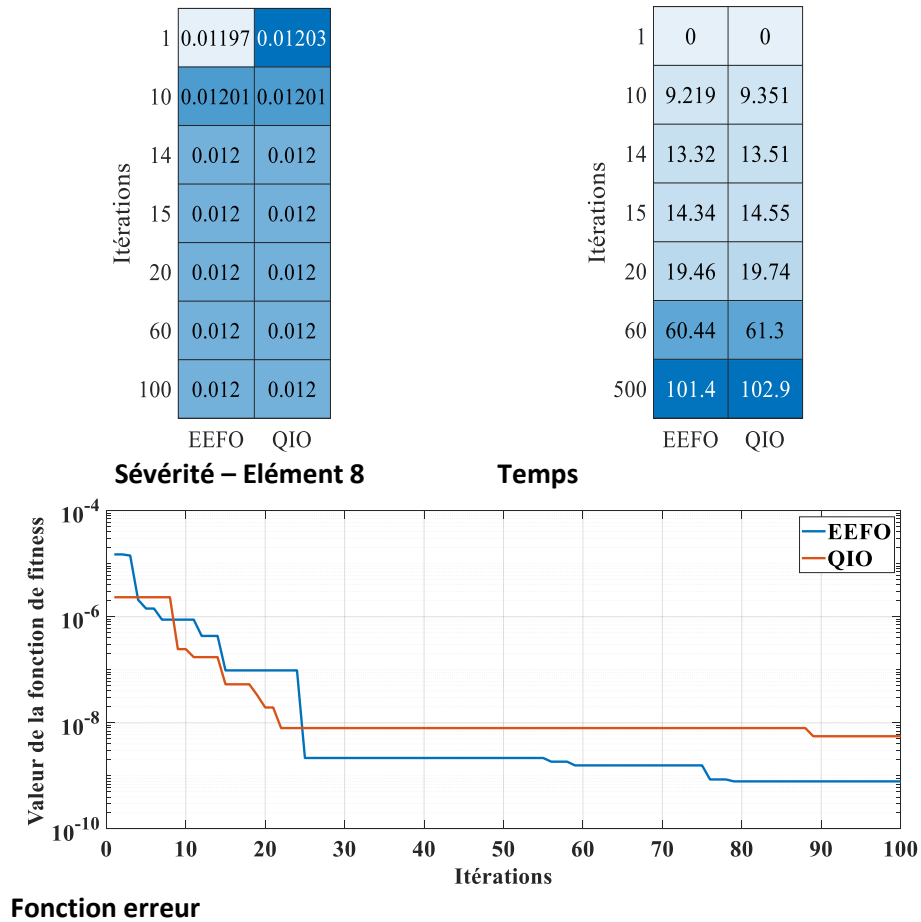 1 0.01197 0.01203
10 0.01201 0.01201
14 0.012 0.012
15 0.012 0.012
20 0.012 0.012
60 0.012 0.012
100 0.012 0.012
Itérations
EEFO QIO
1 0 0
10 9.219 9.351
14 13.32 13.51
15 14.34 14.55
20 19.46 19.74
60 60.44 61.3
500 101.4 102.9
Itérations
EEFO QIO
Sévérité – Elément 8
Temps
Valeur de la fonction de fitness
10^-4
10^-6
10^-8
10^-10
EEFO
QIO
0 10 20 30 40 50 60 70 80 90 100
Itérations
Fonction erreur